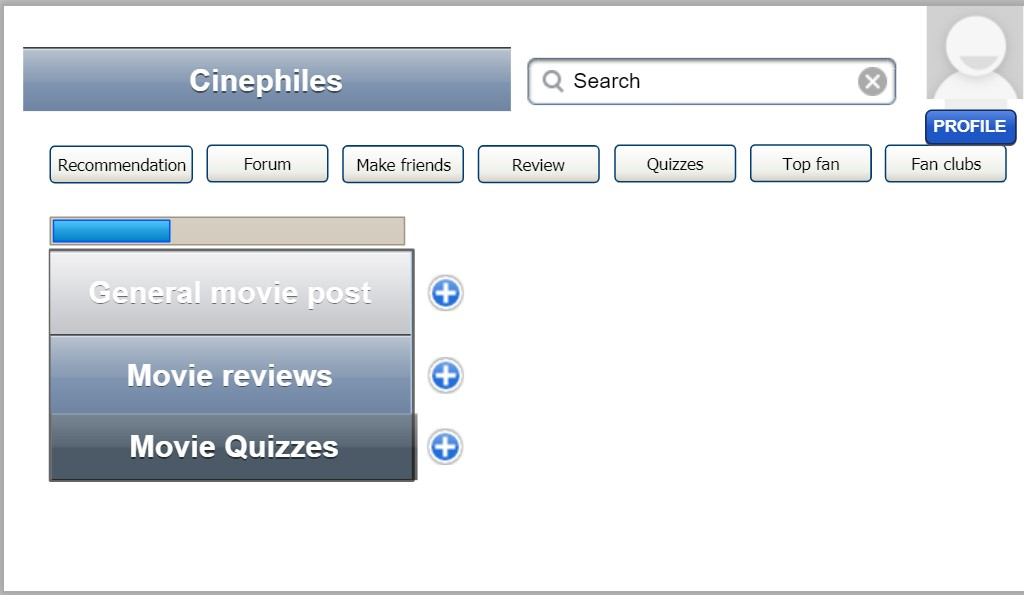 Cinephiles
Search
PROFILE
Recommendation
Forum
Make friends
Review
Quizzes
Top fan
Fan clubs
General movie post
Movie reviews
Movie Quizzes